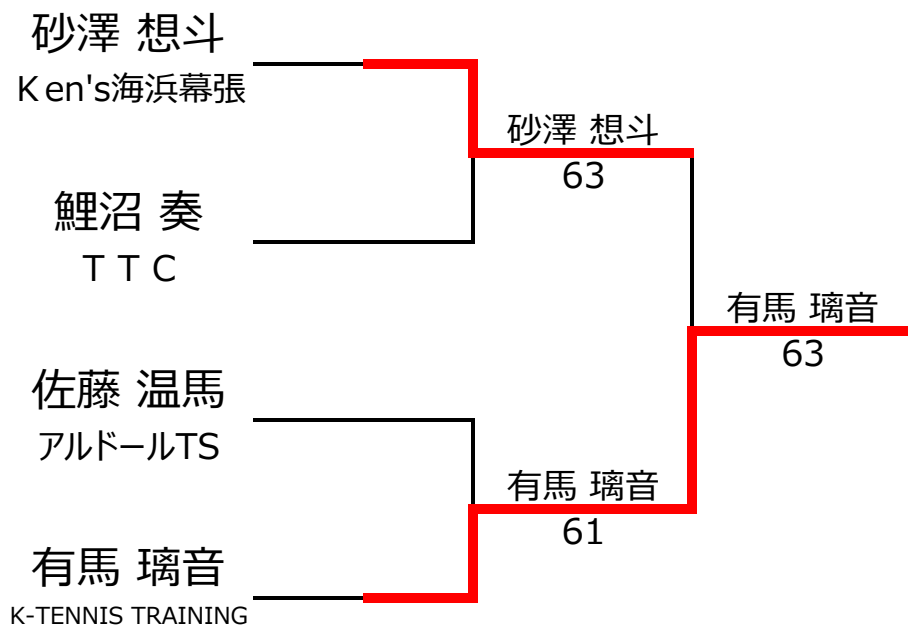 砂澤 想斗
Ken's海浜幕張
砂澤 想斗
63
鯉沼 奏
ＴＴＣ
有馬 璃音
63
佐藤 温馬
アルドールTS
有馬 璃音
61
有馬 璃音
K-TENNIS TRAINING